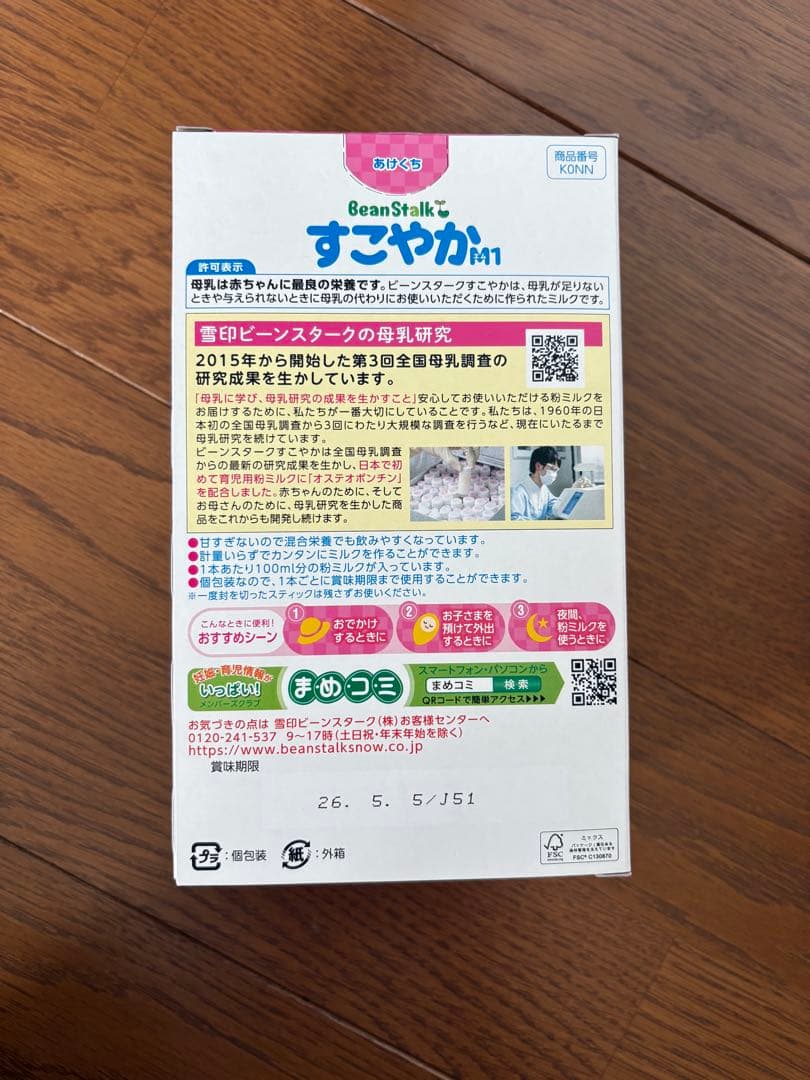 あけくち
商品番号
K0NN
BeanStalk
すこやかM1
許可表示
母乳は赤ちゃんに最良の栄養です。ビーンスタークすこやかは、母乳が足りない
ときや与えられないときに母乳の代わりにお使いいただくために作られたミルクです。
雪印ビーンスタークの母乳研究
2015年から開始した第3回全国母乳調査の
研究成果を生かしています。
「母乳に学び、母乳研究の成果を生かすこと」安心してお使いいただける粉ミルクを
お届けするために、私たちが一番大切にしていることです。私たちは、1960年の日
本初の全国母乳調査から3回にわたり大規模な調査を行うなど、現在にいたるまで
母乳研究を続けています。
ビーンスタークすこやかは全国母乳調査
からの最新の研究成果を生かし、日本で初
めて育児用粉ミルクに「オステオポンチン」
を配合しました。赤ちゃんのために、そして
お母さんのために、母乳研究を生かした商
品をこれからも開発し続けます。
●甘すぎないので混合栄養でも飲みやすくなっています。
●計量いらずでカンタンにミルクを作ることができます。
●1本あたり100ml分の粉ミルクが入っています。
●個包装なので、1本ごとに賞味期限まで使用することができます。
※一度封を切ったスティックは残さずお使いください。
こんなときに便利!
おすすめシーン
1 おでかけ
するときに
2 お子さまを
預けて外出
するときに
3 夜間、
粉ミルクを
使うときに
妊娠・育児情報が
いっぱい!
メンバーズクラブ
ま・め・コ・ミ
スマートフォン・パソコンから
まめコミ 検索
QRコードで簡単アクセス▶▶▶
お気づきの点は 雪印ビーンスターク(株)お客様センターへ
0120-241-537 9〜17時(土日祝・年末年始を除く)
https://www.beanstalksnow.co.jp
賞味期限
26. 5. 5/J51
プラ:個包装 紙:外箱
FSC
ミックス
FSC® C130870